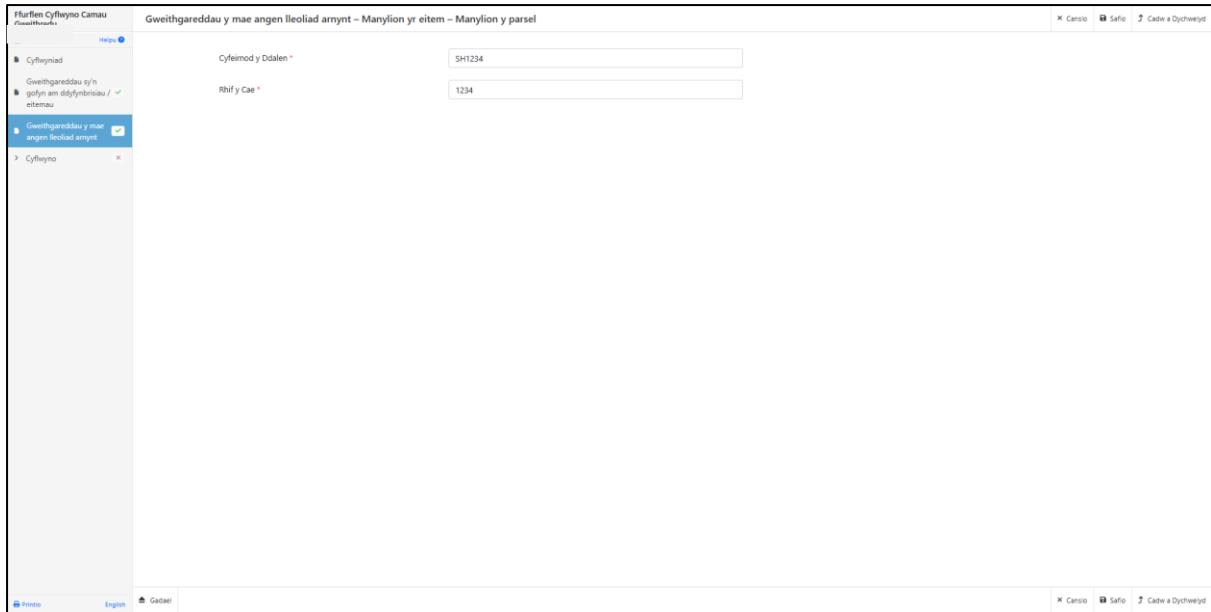 Ffurflen Cyflwyno Camau
Gweithredu
Helpu
Cyflwyniad
Gweithgareddau sy'n
gofyn am ddyfynbrisiau /
eitemau
Gweithgareddau y mae
angen lleoliad arnynt
Cyflwyno
Printio
English
Gweithgareddau y mae angen lleoliad arnynt – Manylion yr eitem – Manylion y parsel
Canslo
Safio
Cadw a Dychwelyd
Cyfeirnod y Ddalen *
SH1234
Rhif y Cae *
1234
Gadael
Canslo
Safio
Cadw a Dychwelyd